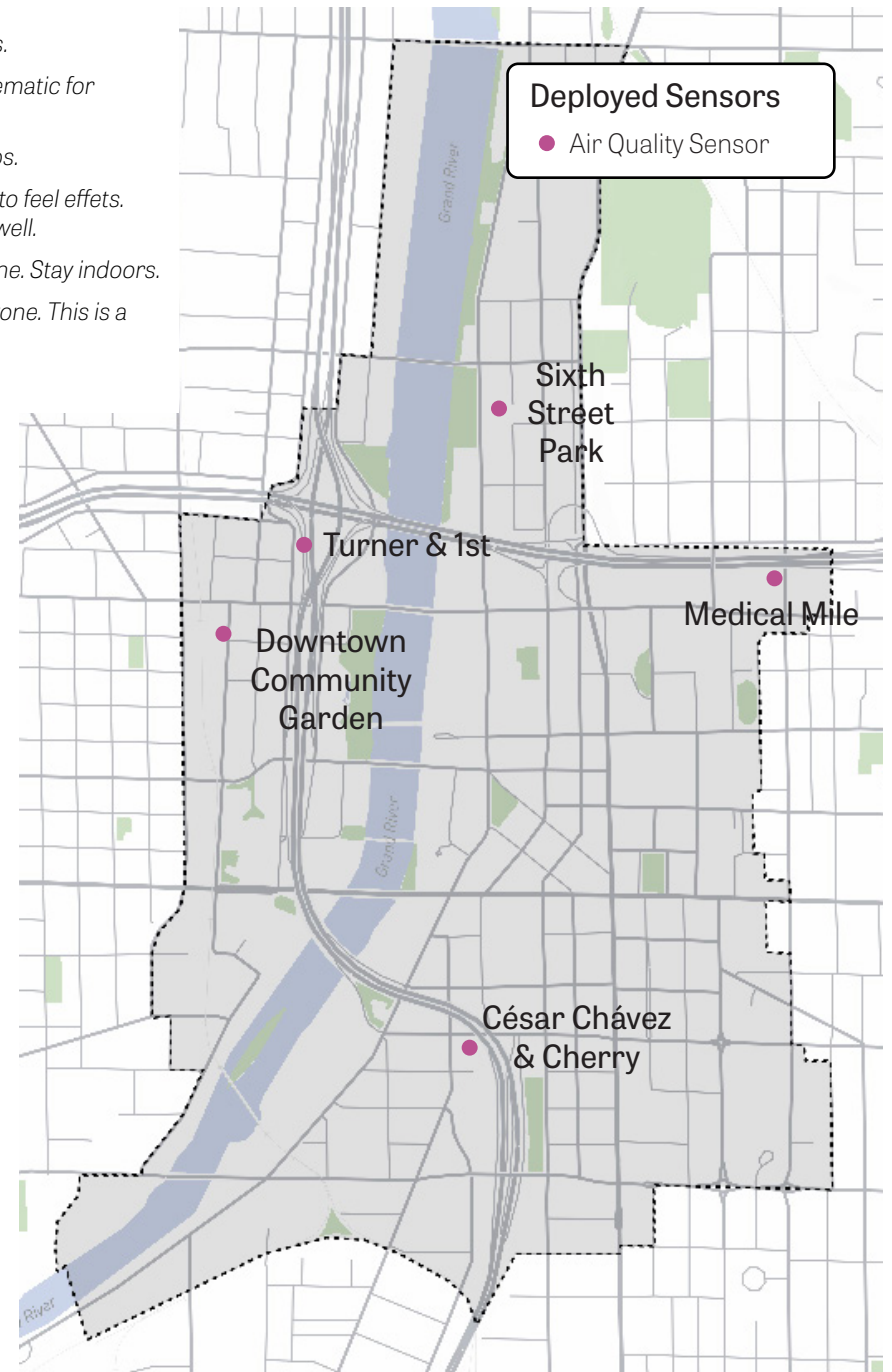 s.
ematic for
os.
to feel effets.
well.
ne. Stay indoors.
one. This is a
Deployed Sensors
Air Quality Sensor
Grand River
Sixth
Street
Park
Turner & 1st
Medical Mile
Downtown
Community
Garden
Grand River
César Chávez
& Cherry
River